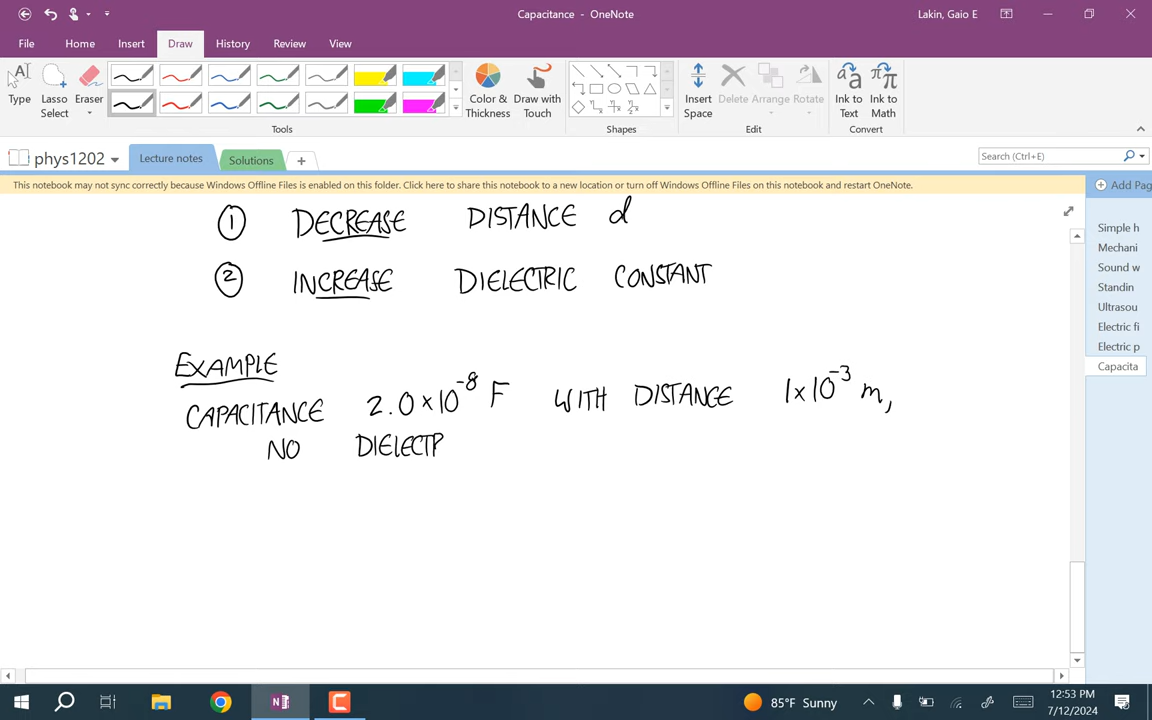 Capacitance - OneNote
Lakin, Gaio E
File Home Insert Draw History Review View
Type
Lasso Select
Eraser
Color & Thickness
Draw with Touch
Insert Space
Delete
Arrange
Rotate
Ink to Text
Ink to Math
Tools
Shapes
Edit
Convert
phys1202
Lecture notes
Solutions
Search (Ctrl+E)
This notebook may not sync correctly because Windows Offline Files is enabled on this folder. Click here to share this notebook to a new location or turn off Windows Offline Files on this notebook and restart OneNote.
Add Pag
Simple h
Mechani
Sound w
Standin
Ultrasou
Electric fi
Electric p
Capacita
① DECREASE DISTANCE d
② INCREASE DIELECTRIC CONSTANT
EXAMPLE
CAPACITANCE 2.0×10⁻⁸ F WITH DISTANCE 1×10⁻³ m,
NO DIELECTR
85°F Sunny
12:53 PM
7/12/2024